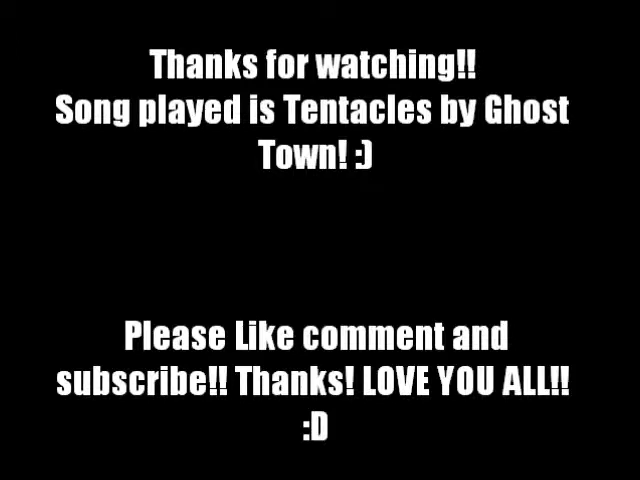 Thanks for watching!!
Song played is Tentacles by Ghost
Town! :)
Please Like comment and
subscribe!! Thanks! LOVE YOU ALL!!
:D